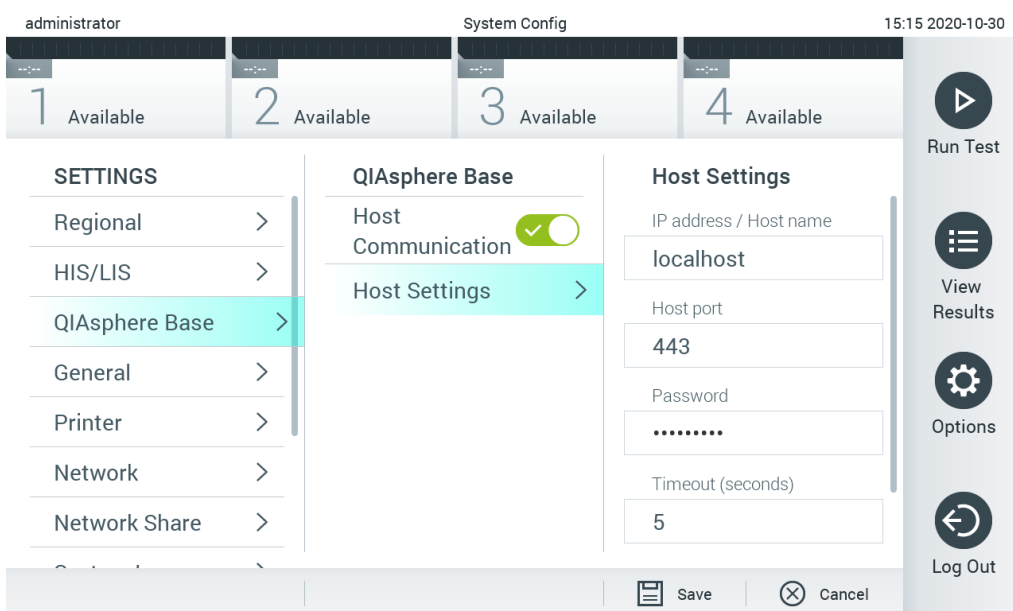 administrator System Config 15:15 2020-10-30
--:-- --:-- --:-- --:--
1 Available 2 Available 3 Available 4 Available
Run Test
SETTINGS
Regional
HIS/LIS
QIAsphere Base
General
Printer
Network
Network Share
QIAsphere Base
Host
Communication
Host Settings
Host Settings
IP address / Host name
localhost
Host port
443
Password
•••••••••
Timeout (seconds)
5
View
Results
Options
Log Out
Save Cancel